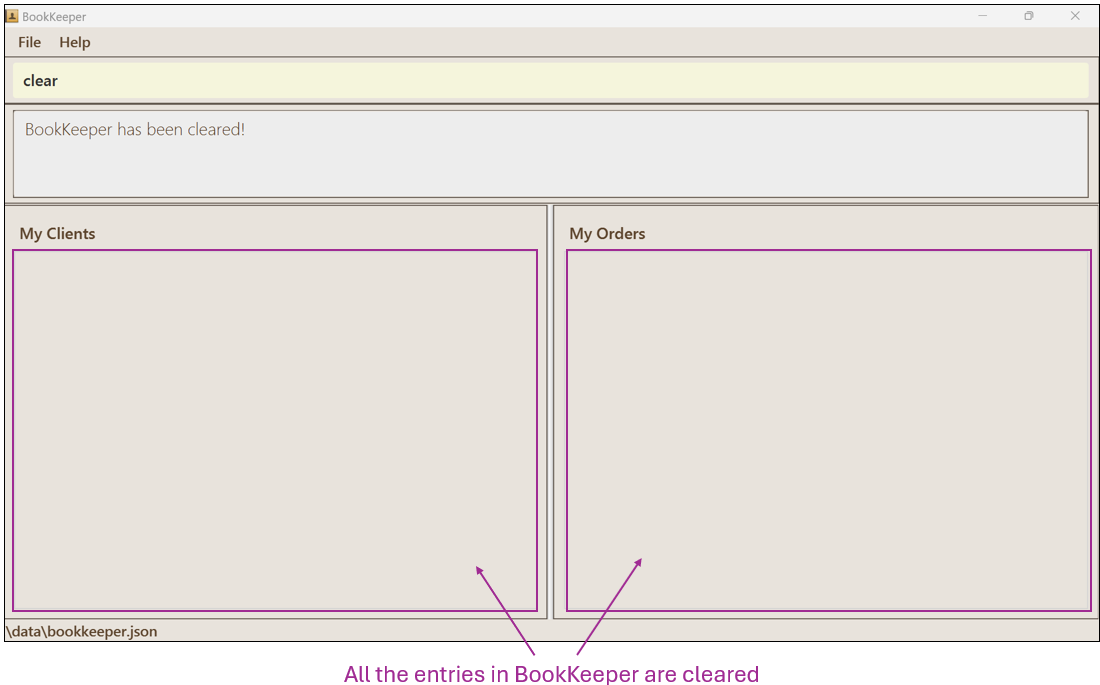 BookKeeper
File Help
clear
BookKeeper has been cleared!
My Clients
My Orders
\data\bookkeeper.json
All the entries in BookKeeper are cleared